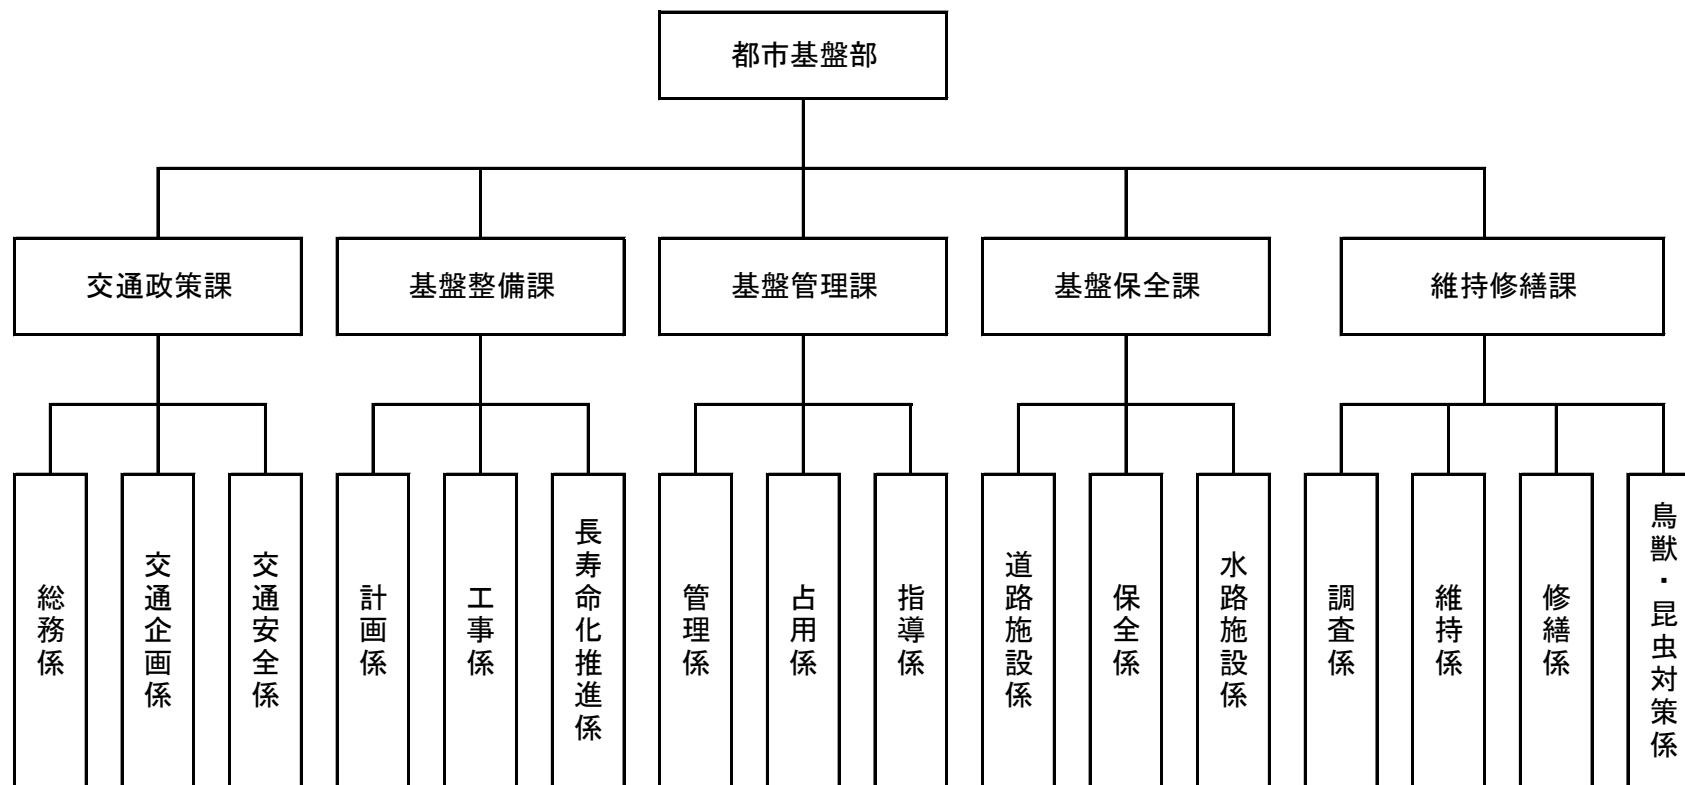 都市基盤部
交通政策課
基盤整備課
基盤管理課
基盤保全課
維持修繕課
総務係
交通企画係
交通安全係
計画係
工事係
長寿命化推進係
管理係
占用係
指導係
道路施設係
保全係
水路施設係
調査係
維持係
修繕係
鳥獣・昆虫対策係